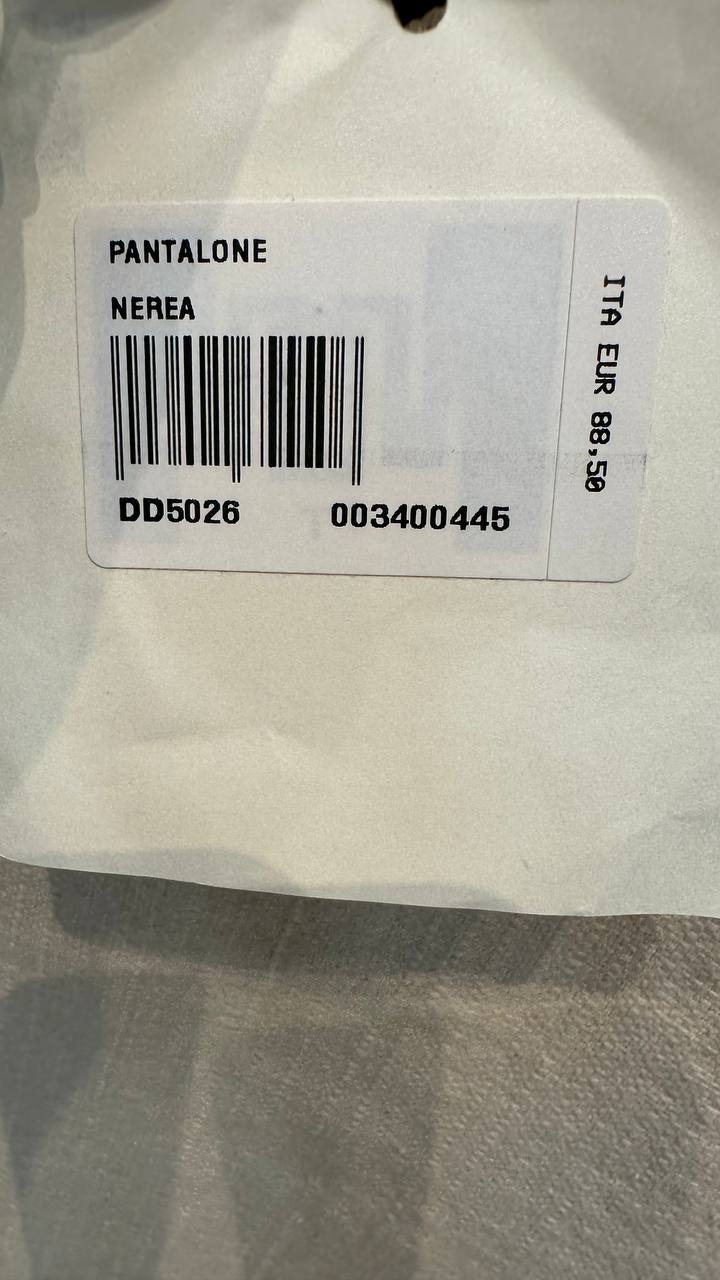 PANTALONE
NEREA
DD5026 003400445
ITA EUR 88,50